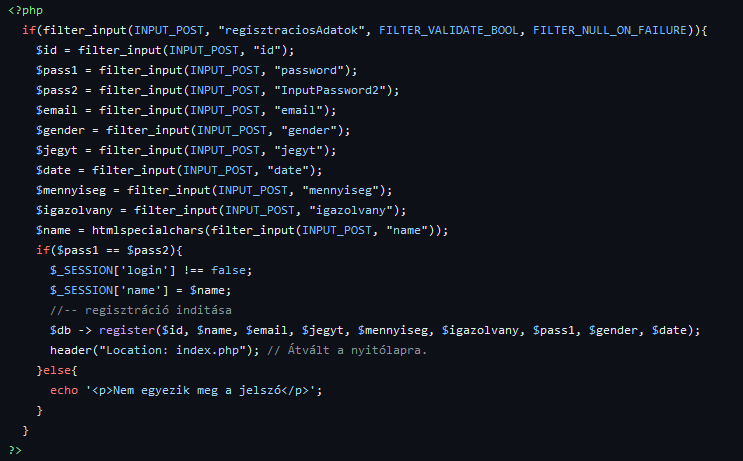 <?php
if(filter_input(INPUT_POST, "regisztraciosAdatok", FILTER_VALIDATE_BOOL, FILTER_NULL_ON_FAILURE)){
$id = filter_input(INPUT_POST, "id");
$pass1 = filter_input(INPUT_POST, "password");
$pass2 = filter_input(INPUT_POST, "InputPassword2");
$email = filter_input(INPUT_POST, "email");
$gender = filter_input(INPUT_POST, "gender");
$jegyt = filter_input(INPUT_POST, "jegyt");
$date = filter_input(INPUT_POST, "date");
$mennyiseg = filter_input(INPUT_POST, "mennyiseg");
$igazolvany = filter_input(INPUT_POST, "igazolvany");
$name = htmlspecialchars(filter_input(INPUT_POST, "name"));
if($pass1 == $pass2){
$_SESSION['login'] !== false;
$_SESSION['name'] = $name;
//-- regisztráció inditása
$db -> register($id, $name, $email, $jegyt, $mennyiseg, $igazolvany, $pass1, $gender, $date);
header("Location: index.php"); // Átvált a nyitólapra.
}else{
echo '<p>Nem egyezik meg a jelszó</p>';
}
}
?>